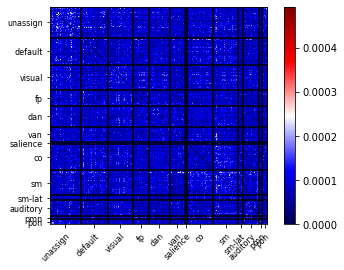 unassign
default
visual
fp
dan
van
salience
co
sm
sm-lat
auditory
pon
unassign
default
visual
fp
dan
van
salience
co
sm
sm-lat
auditory
pon
0.0004
0.0003
0.0002
0.0001
0.0000